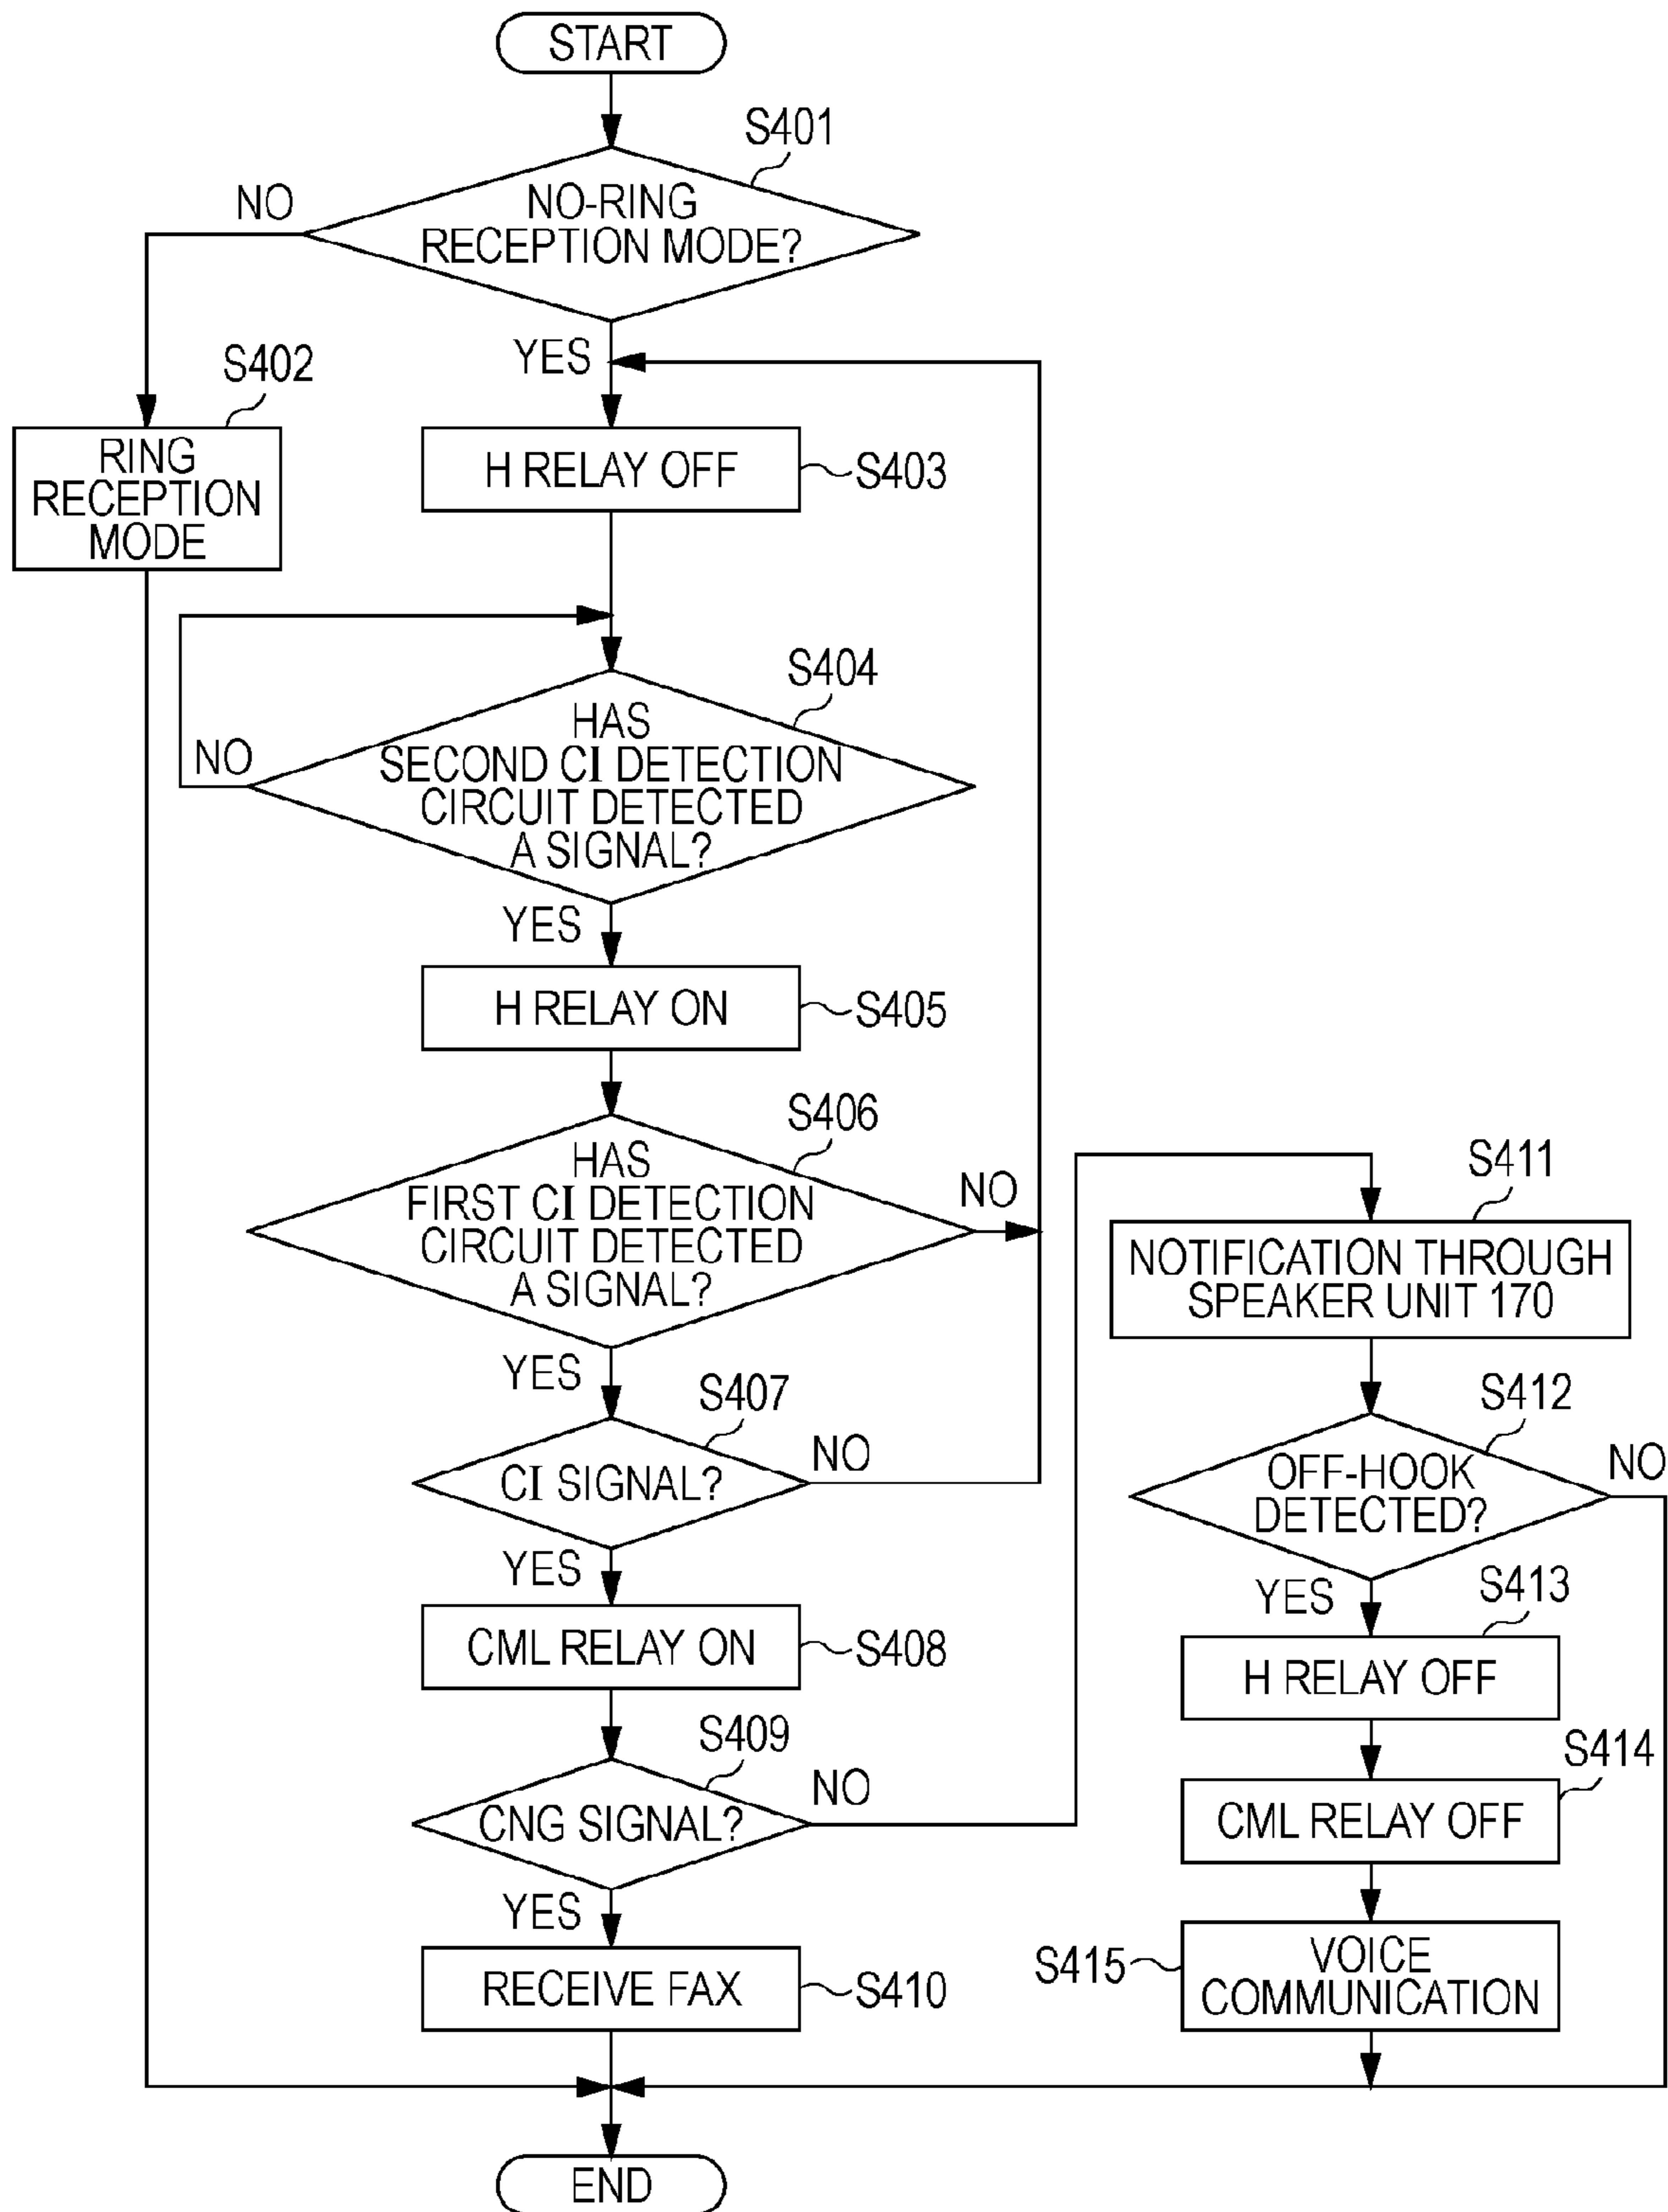 START
S401
NO-RING
RECEPTION MODE?
NO
YES
S402
RING
RECEPTION
MODE
H RELAY OFF
S403
S404
HAS
SECOND CI DETECTION
CIRCUIT DETECTED
A SIGNAL?
NO
YES
H RELAY ON
S405
S406
HAS
FIRST CI DETECTION
CIRCUIT DETECTED
A SIGNAL?
NO
YES
S407
CI SIGNAL?
NO
YES
CML RELAY ON
S408
S409
CNG SIGNAL?
NO
YES
RECEIVE FAX
S410
S411
NOTIFICATION THROUGH
SPEAKER UNIT 170
S412
OFF-HOOK
DETECTED?
NO
YES
S413
H RELAY OFF
S414
CML RELAY OFF
S415
VOICE
COMMUNICATION
END